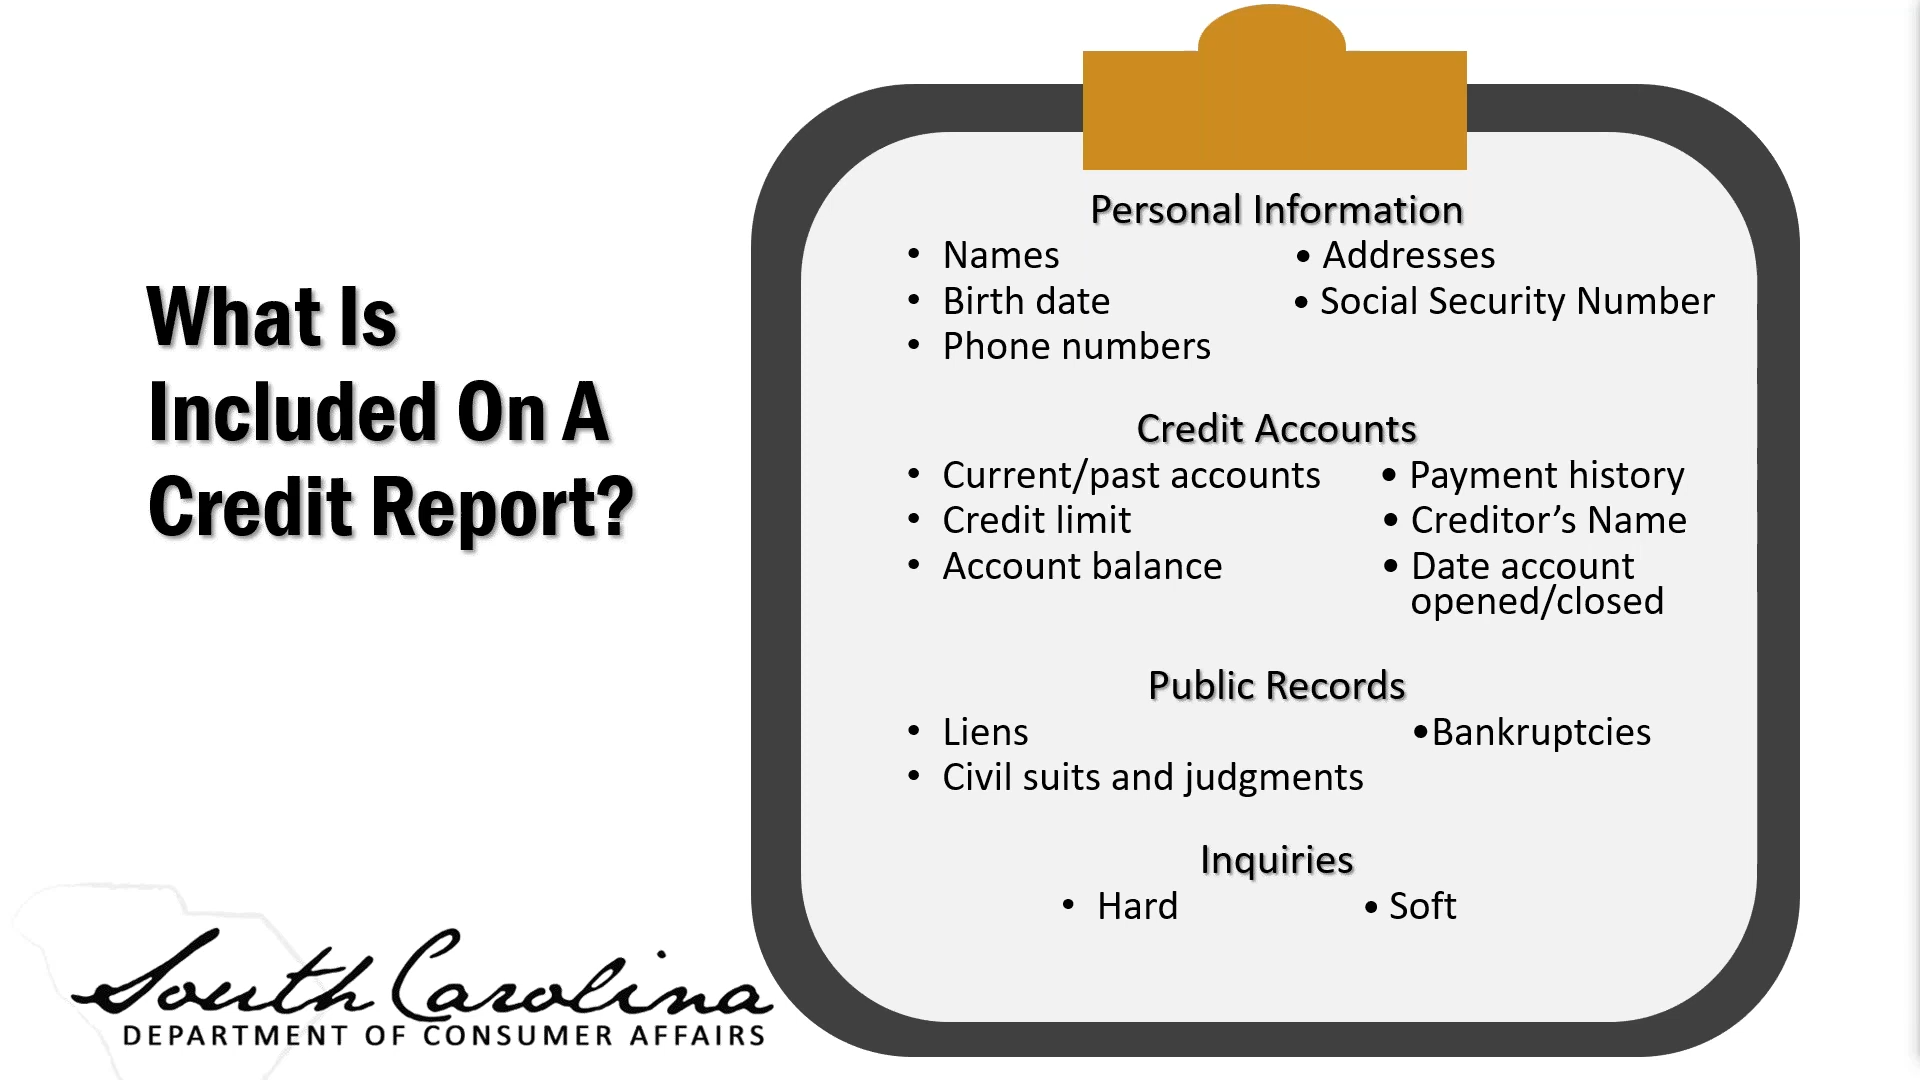 What Is
Included On A
Credit Report?
Personal Information
• Names • Addresses
• Birth date • Social Security Number
• Phone numbers
Credit Accounts
• Current/past accounts • Payment history
• Credit limit • Creditor’s Name
• Account balance • Date account
opened/closed
Public Records
• Liens •Bankruptcies
• Civil suits and judgments
Inquiries
• Hard • Soft
South Carolina
DEPARTMENT OF CONSUMER AFFAIRS